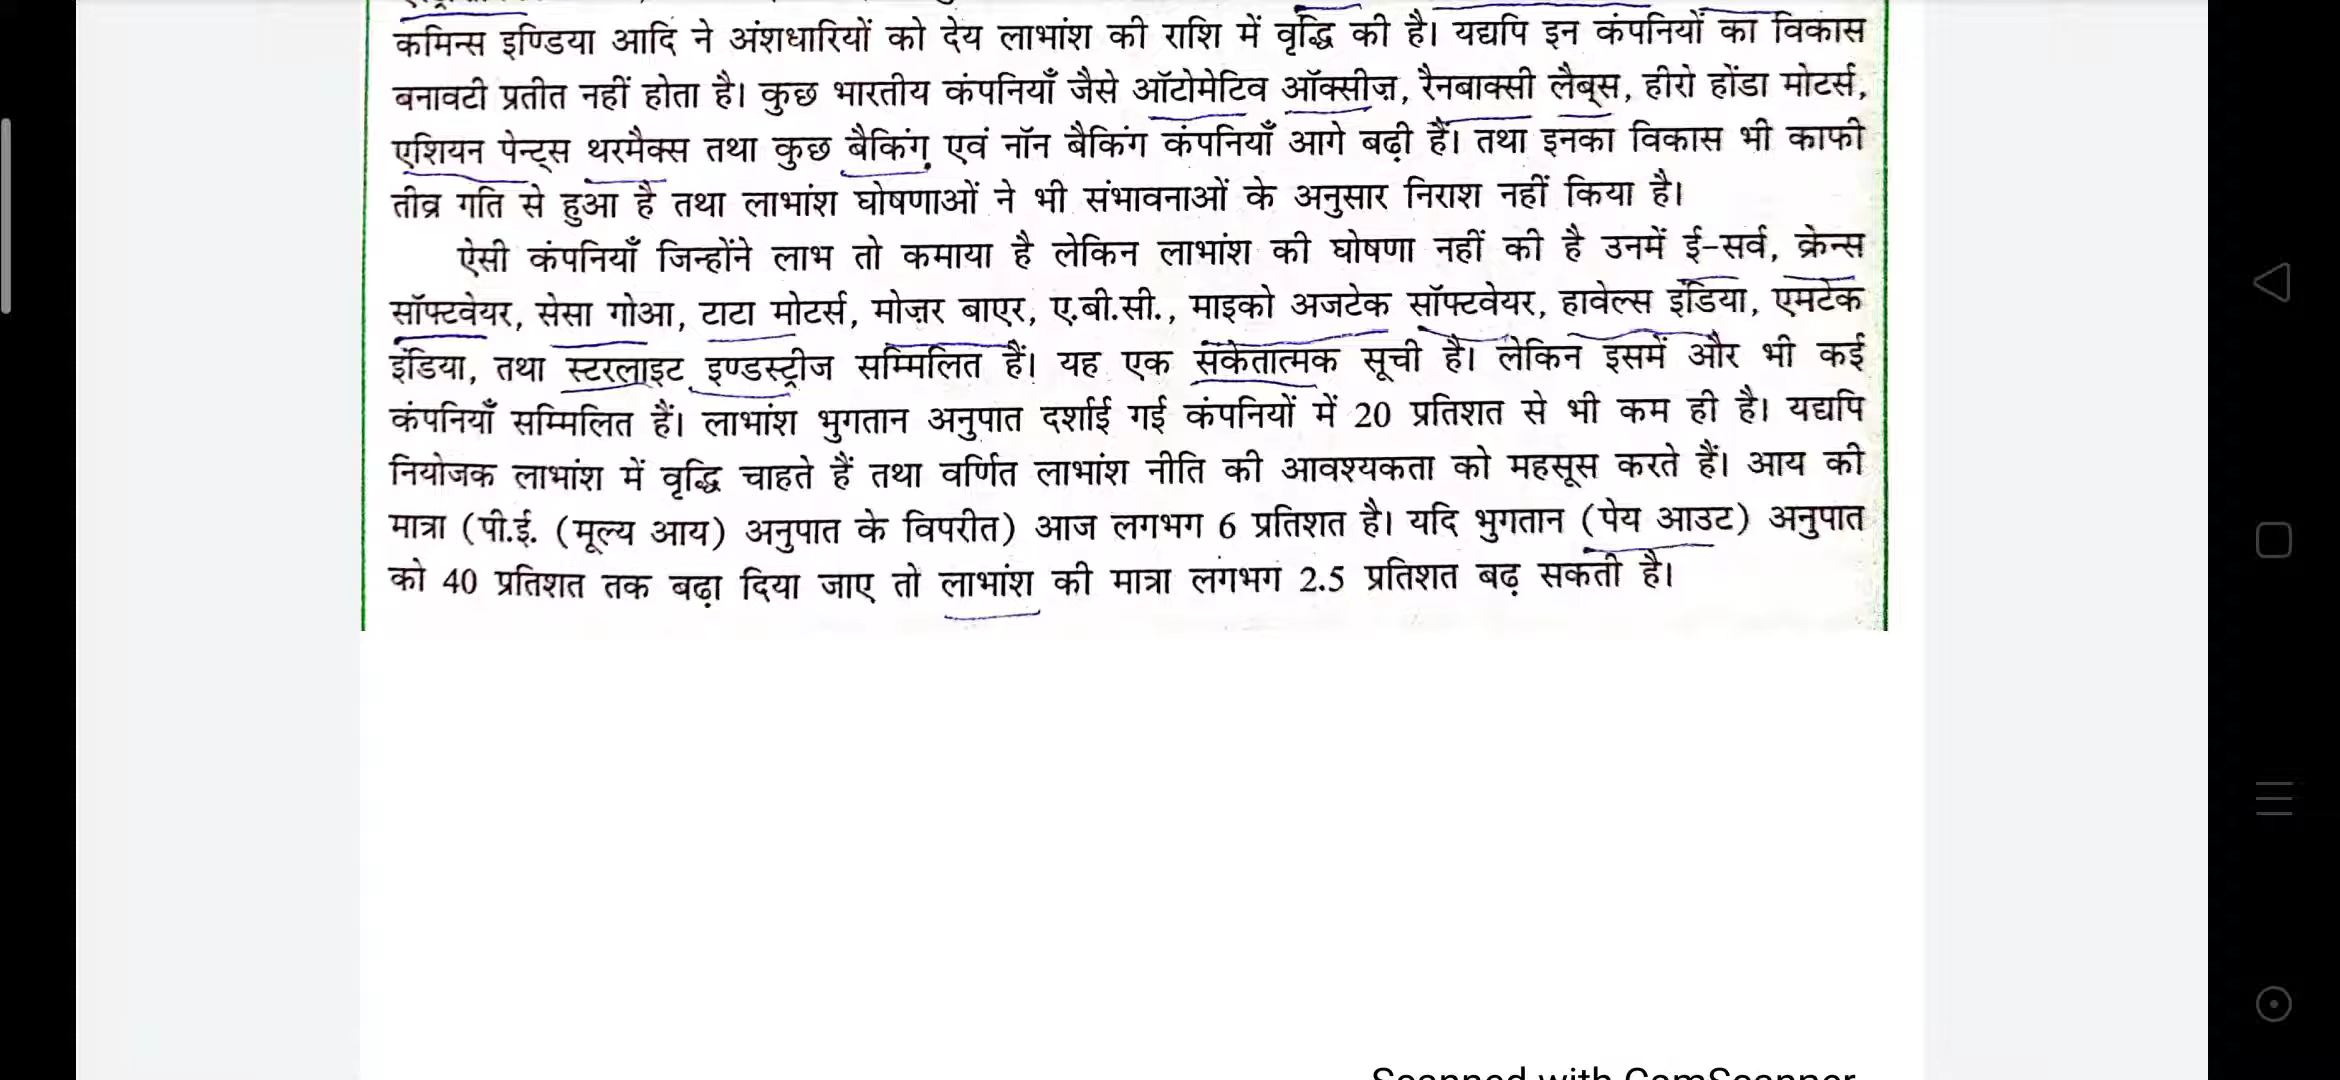 कमिन्स इण्डिया आदि ने अंशधारियों को देय लाभांश की राशि में वृद्धि की है। यद्यपि इन कंपनियों का विकास
बनावटी प्रतीत नहीं होता है। कुछ भारतीय कंपनियाँ जैसे ऑटोमेटिव ऑक्सीज़, रैनबाक्सी लैब्स, हीरो होंडा मोटर्स,
एशियन पेन्ट्स थरमैक्स तथा कुछ बैकिंग एवं नॉन बैकिंग कंपनियाँ आगे बढ़ी हैं। तथा इनका विकास भी काफी
तीव्र गति से हुआ है तथा लाभांश घोषणाओं ने भी संभावनाओं के अनुसार निराश नहीं किया है।
ऐसी कंपनियाँ जिन्होंने लाभ तो कमाया है लेकिन लाभांश की घोषणा नहीं की है उनमें ई-सर्व, क्रेन्स
सॉफ्टवेयर, सेसा गोआ, टाटा मोटर्स, मोज़र बाएर, ए.बी.सी., माइको अजटेक सॉफ्टवेयर, हावेल्स इंडिया, एमटेक
इंडिया, तथा स्टरलाइट इण्डस्ट्रीज सम्मिलित हैं। यह एक संकेतात्मक सूची है। लेकिन इसमें और भी कई
कंपनियाँ सम्मिलित हैं। लाभांश भुगतान अनुपात दर्शाई गई कंपनियों में 20 प्रतिशत से भी कम ही है। यद्यपि
नियोजक लाभांश में वृद्धि चाहते हैं तथा वर्णित लाभांश नीति की आवश्यकता को महसूस करते हैं। आय की
मात्रा (पी.ई. (मूल्य आय) अनुपात के विपरीत) आज लगभग 6 प्रतिशत है। यदि भुगतान (पेय आउट) अनुपात
को 40 प्रतिशत तक बढ़ा दिया जाए तो लाभांश की मात्रा लगभग 2.5 प्रतिशत बढ़ सकती है।
Scanned with CamScanner